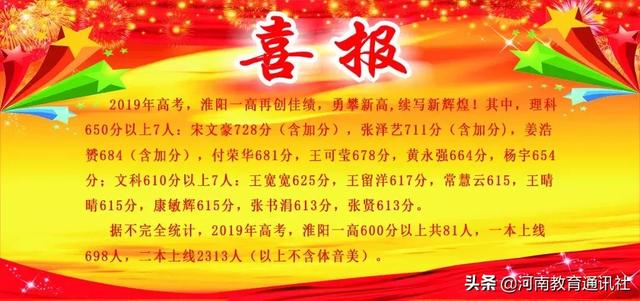 喜报
2019年高考，淮阳一高再创佳绩，勇攀新高,续写新辉煌！其中，理科
650分以上7人：宋文豪728分（含加分），张泽艺711分（含加分），姜浩
赟684（含加分），付荣华681分，王可莹678分，黄永强664分，杨宇654
分；文科610分以上7人：王宽宽625分，王留洋617分，常慧云615，王晴
晴615分，康敏辉615分，张书涓613分，张贤613分。
据不完全统计，2019年高考，淮阳一高600分以上共81人，一本上线
698人，二本上线2313人（以上不含体音美）。
头条@河南教育通讯社